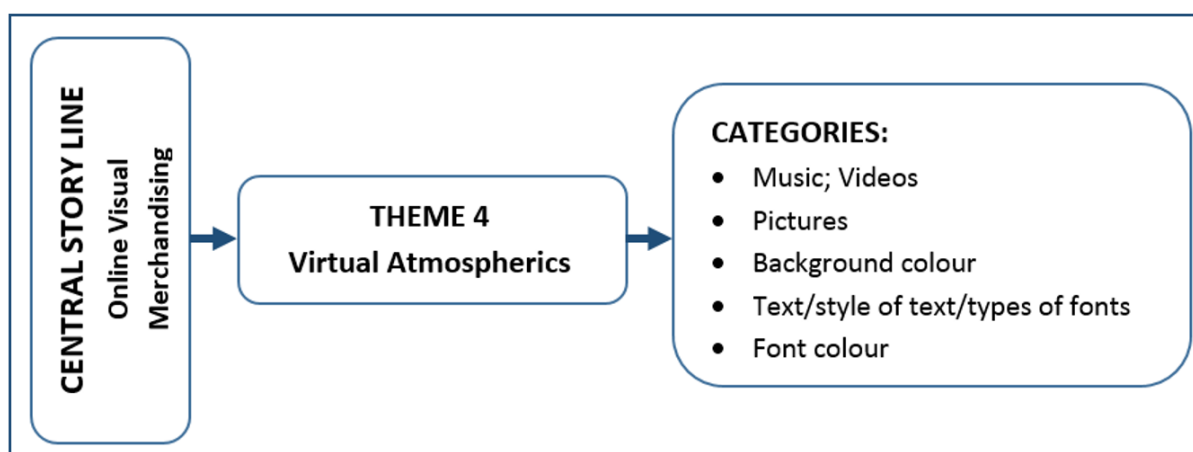 CENTRAL STORY LINE
Online Visual
Merchandising
THEME 4
Virtual Atmospherics
CATEGORIES:
• Music; Videos
• Pictures
• Background colour
• Text/style of text/types of fonts
• Font colour